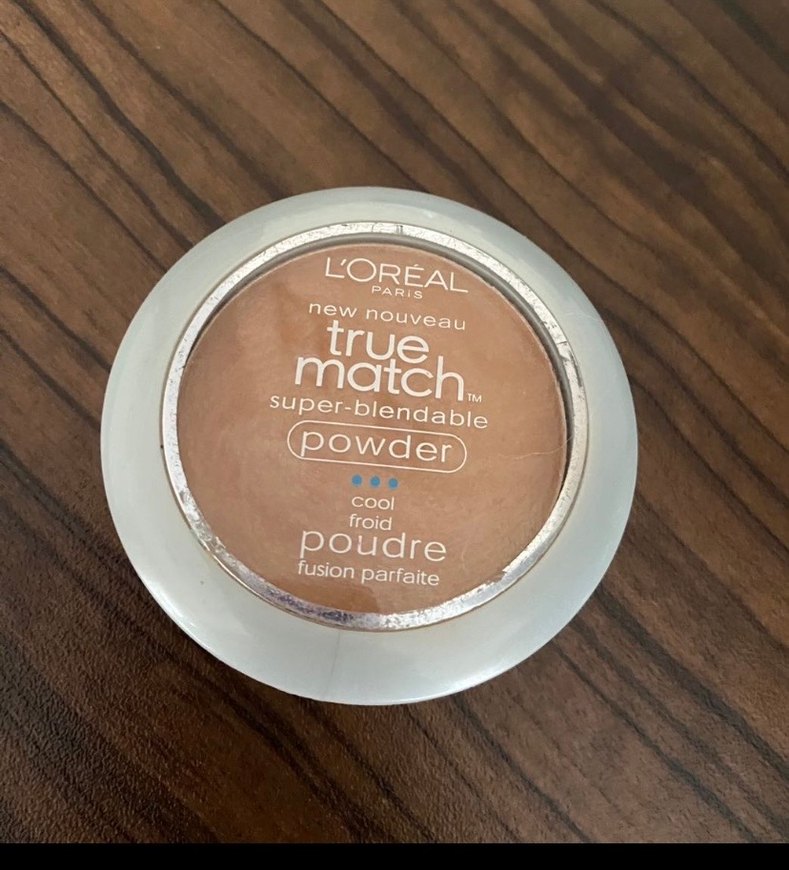 L'ORÉAL
PARIS
new nouveau
true
match™
super-blendable
powder
cool
froid
poudre
fusion parfaite